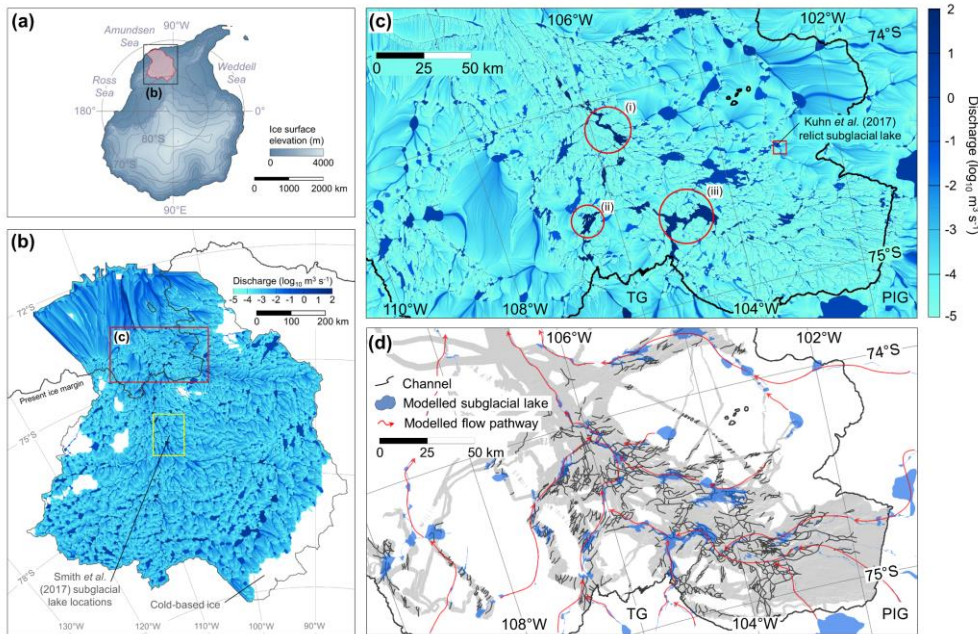 (a)
90°W
Amundsen
Sea
Ross
Sea
Weddell
Sea
(b)
180°
0°
80°S
70°S
Ice surface
elevation (m)
0
4000
0 1000 2000
km
90°E
(b)
Discharge (log10 m3 s-1)
-5 -4 -3 -2 -1 0 1 2
0 100 200
km
72°S
(c)
Present ice margin
75°S
78°S
Smith et al.
(2017) subglacial
lake locations
Cold-based ice
130°W
120°W
110°W
100°W
90°W
(c)
106°W
102°W
74°S
0 25 50 km
(i)
Kuhn et al. (2017)
relict subglacial lake
(ii)
(iii)
75°S
110°W
108°W
TG
104°W
PIG
2
1
0
-1
-2
-3
-4
-5
Discharge (log10 m3 s-1)
(d)
106°W
102°W
74°S
Channel
Modelled subglacial lake
Modelled flow pathway
0 25 50 km
75°S
108°W
TG
104°W
PIG